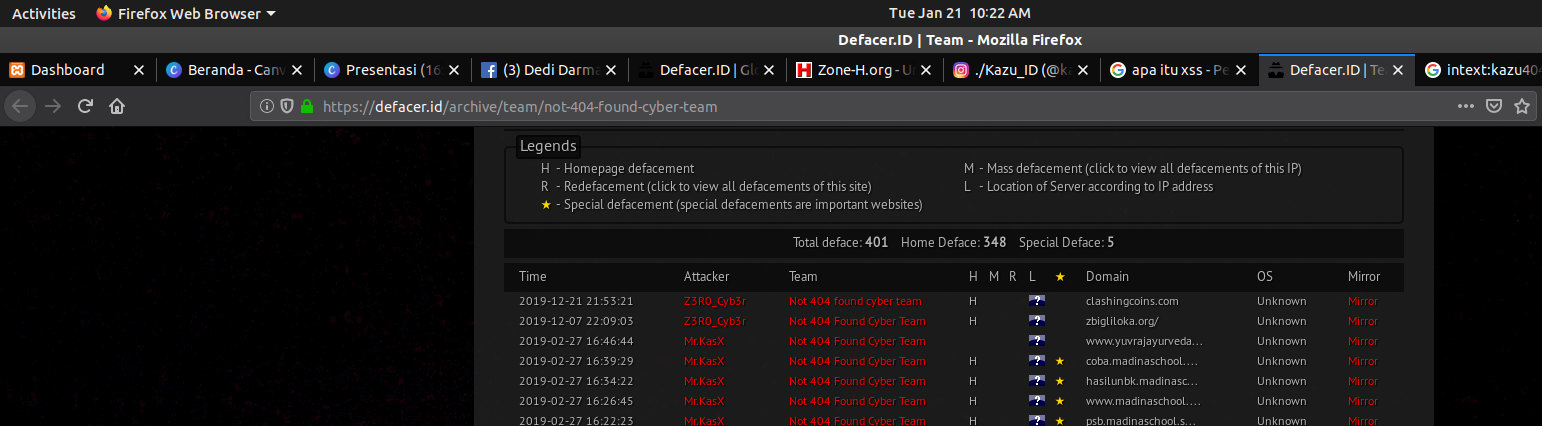 Activities Firefox Web Browser Tue Jan 21 10:22 AM
Defacer.ID | Team - Mozilla Firefox
Dashboard Beranda - Canv Presentasi (16 (3) Dedi Darma Defacer.ID | Glo Zone-H.org - Un ./Kazu_ID (@ka apa itu xss - Pe Defacer.ID | Te intext:kazu404
https://defacer.id/archive/team/not-404-found-cyber-team
Legends
H - Homepage defacement M - Mass defacement (click to view all defacements of this IP)
R - Redefacement (click to view all defacements of this site) L - Location of Server according to IP address
★ - Special defacement (special defacements are important websites)
Total deface: 401 Home Deface: 348 Special Deface: 5
Time Attacker Team H M R L ★ Domain OS Mirror
2019-12-21 21:53:21 Z3R0_Cyb3r Not 404 found cyber team H ? clashingcoins.com Unknown Mirror
2019-12-07 22:09:03 Z3R0_Cyb3r Not 404 Found Cyber Team H ? zbigliloka.org/ Unknown Mirror
2019-02-27 16:46:44 Mr.KasX Not 404 Found Cyber Team ? www.yuvrajayurveda... Unknown Mirror
2019-02-27 16:39:29 Mr.KasX Not 404 Found Cyber Team H ? ★ coba.madinaschool.... Unknown Mirror
2019-02-27 16:34:22 Mr.KasX Not 404 Found Cyber Team H ? ★ hasilunbk.madinasc... Unknown Mirror
2019-02-27 16:26:45 Mr.KasX Not 404 Found Cyber Team H ? ★ www.madinaschool.... Unknown Mirror
2019-02-27 16:22:23 Mr.KasX Not 404 Found Cyber Team H ? ★ psb.madinaschool.s... Unknown Mirror